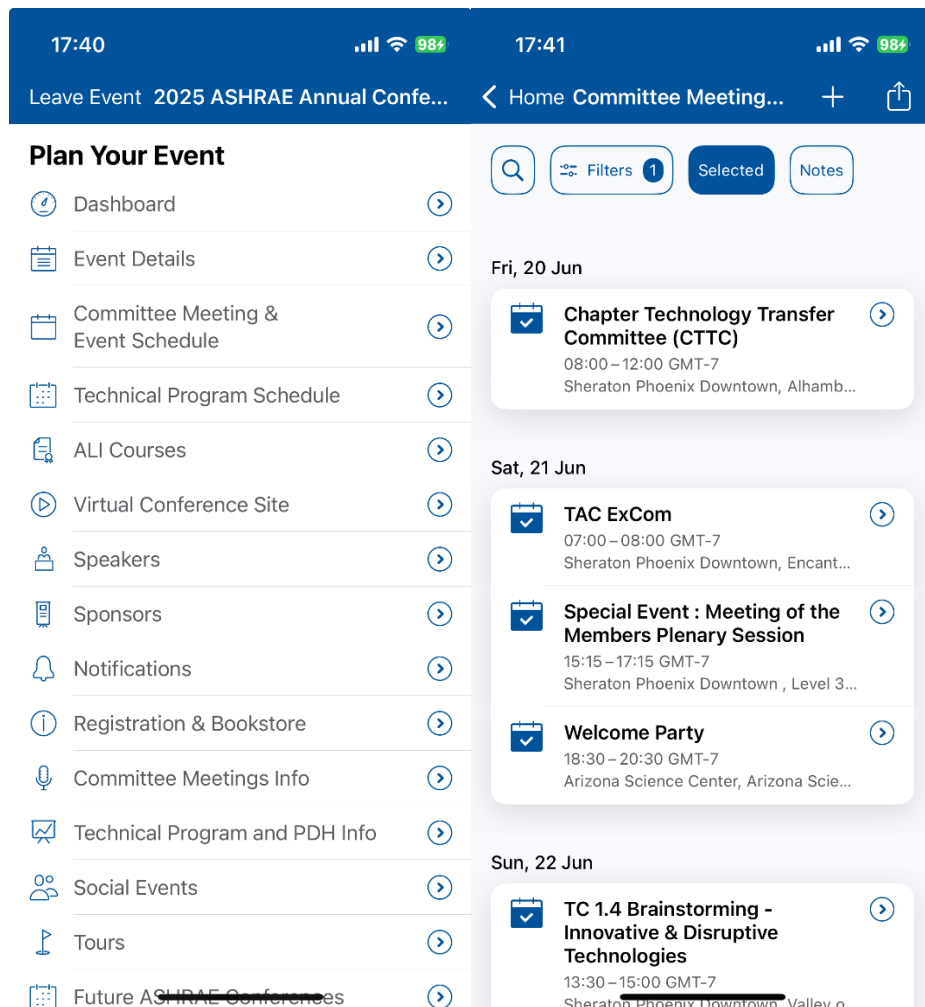 17:40
98
Leave Event 2025 ASHRAE Annual Confe...
Plan Your Event
Dashboard
Event Details
Committee Meeting &
Event Schedule
Technical Program Schedule
ALI Courses
Virtual Conference Site
Speakers
Sponsors
Notifications
Registration & Bookstore
Committee Meetings Info
Technical Program and PDH Info
Social Events
Tours
Future ASHRAE Conferences
17:41
98
Home Committee Meeting...
Filters 1 Selected Notes
Fri, 20 Jun
Chapter Technology Transfer
Committee (CTTC)
08:00 – 12:00 GMT-7
Sheraton Phoenix Downtown, Alhamb...
Sat, 21 Jun
TAC ExCom
07:00 – 08:00 GMT-7
Sheraton Phoenix Downtown, Encant...
Special Event : Meeting of the
Members Plenary Session
15:15 – 17:15 GMT-7
Sheraton Phoenix Downtown , Level 3...
Welcome Party
18:30 – 20:30 GMT-7
Arizona Science Center, Arizona Scie...
Sun, 22 Jun
TC 1.4 Brainstorming -
Innovative & Disruptive
Technologies
13:30 – 15:00 GMT-7
Sheraton Phoenix Downtown, Valley o